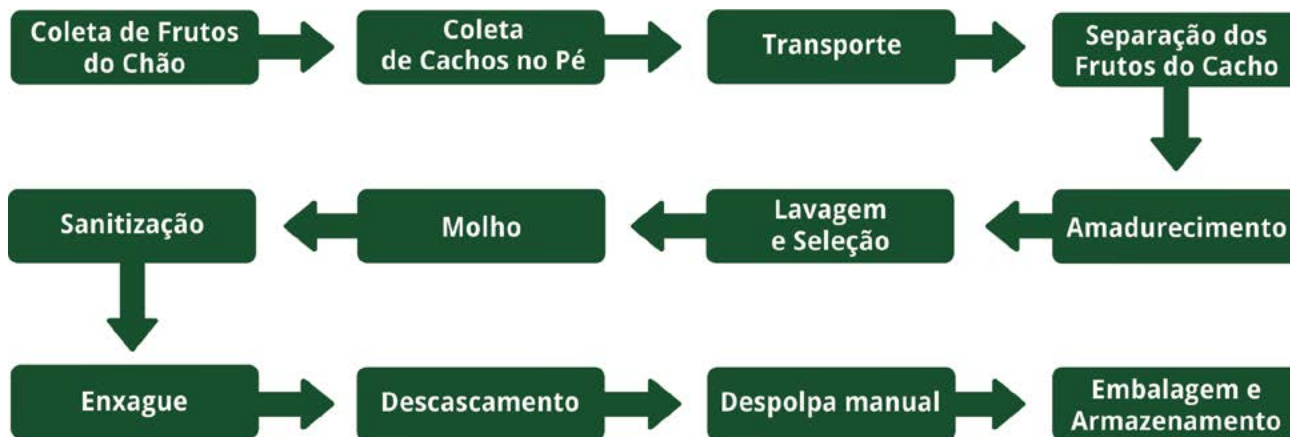 Coleta de Frutos
do Chão
Coleta
de Cachos no Pé
Transporte
Separação dos
Frutos do Cacho
Amadurecimento
Lavagem
e Seleção
Molho
Sanitização
Enxague
Descascamento
Despolpa manual
Embalagem e
Armazenamento